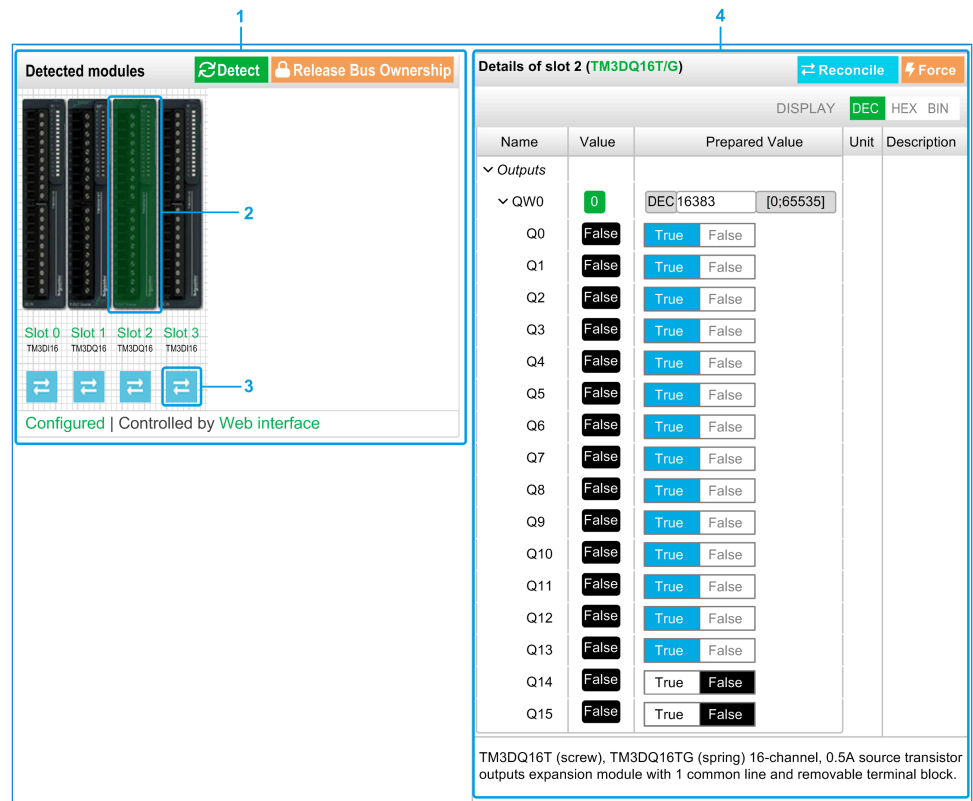 1
4
Detected modules
Detect
Release Bus Ownership
Slot 0 Slot 1 Slot 2 Slot 3
TM3DI16 TM3DQ16 TM3DQ16 TM3DI16
2
3
Configured | Controlled by Web interface
Details of slot 2 (TM3DQ16T/G)
Reconcile
Force
DISPLAY DEC HEX BIN
Name Value Prepared Value Unit Description
Outputs
QW0 0 DEC 16383 [0;65535]
Q0 False True False
Q1 False True False
Q2 False True False
Q3 False True False
Q4 False True False
Q5 False True False
Q6 False True False
Q7 False True False
Q8 False True False
Q9 False True False
Q10 False True False
Q11 False True False
Q12 False True False
Q13 False True False
Q14 False True False
Q15 False True False
TM3DQ16T (screw), TM3DQ16TG (spring) 16-channel, 0.5A source transistor
outputs expansion module with 1 common line and removable terminal block.